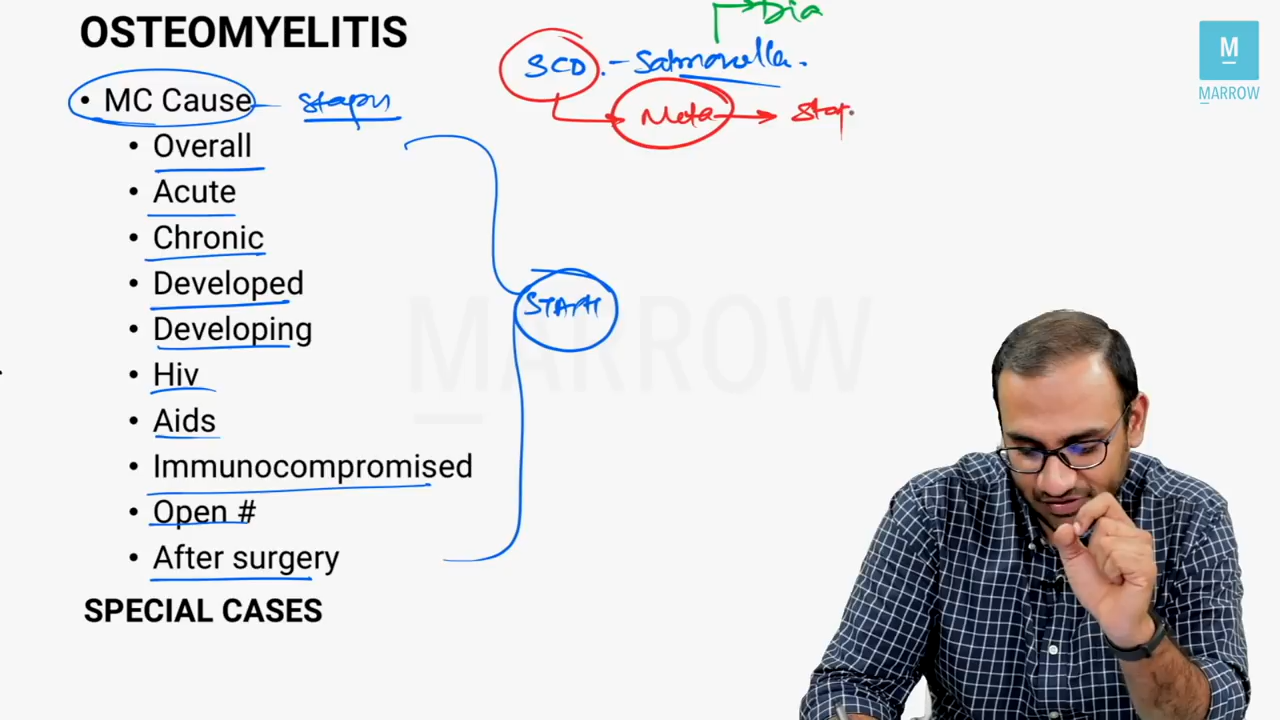 OSTEOMYELITIS
Dia
SCD. - Salmonella.
• MC Cause - staph
Meta → Stap.
• Overall
• Acute
• Chronic
• Developed
• Developing
STAPH
• Hiv
• Aids
• Immunocompromised
• Open #
• After surgery
SPECIAL CASES
M
MARROW
MARROW